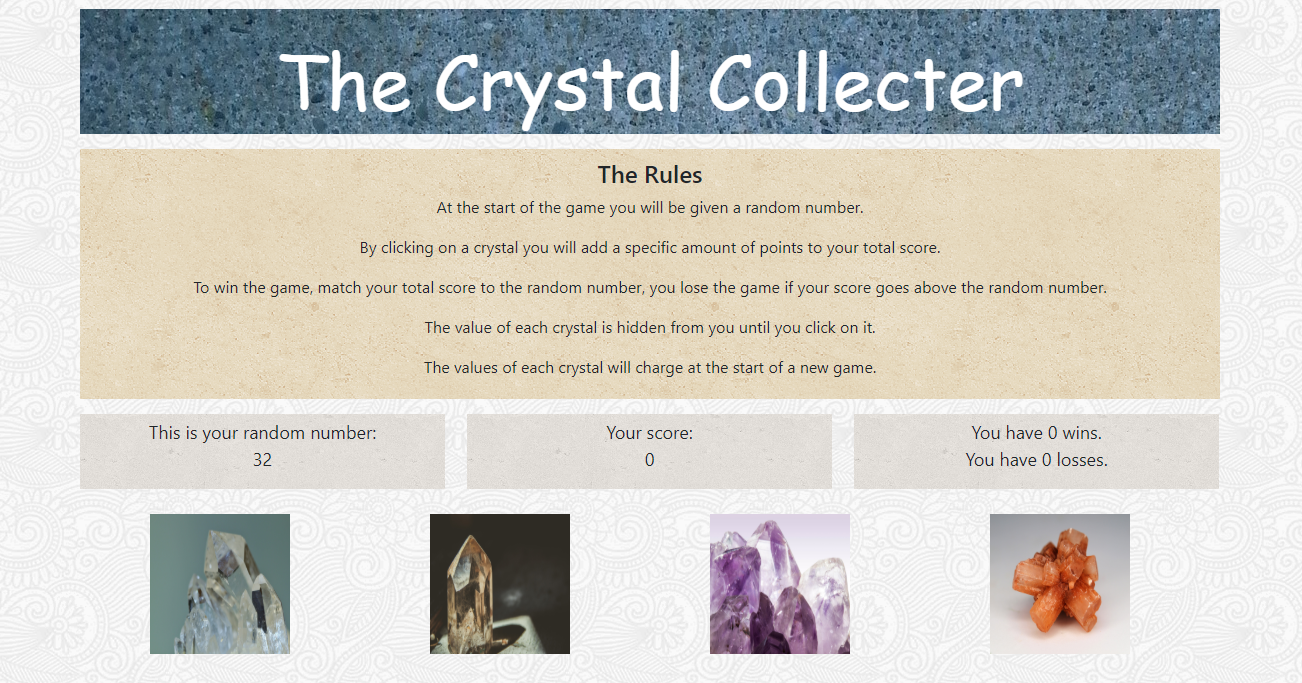 The Crystal Collecter
The Rules
At the start of the game you will be given a random number.
By clicking on a crystal you will add a specific amount of points to your total score.
To win the game, match your total score to the random number, you lose the game if your score goes above the random number.
The value of each crystal is hidden from you until you click on it.
The values of each crystal will charge at the start of a new game.
This is your random number:
32
Your score:
0
You have 0 wins.
You have 0 losses.